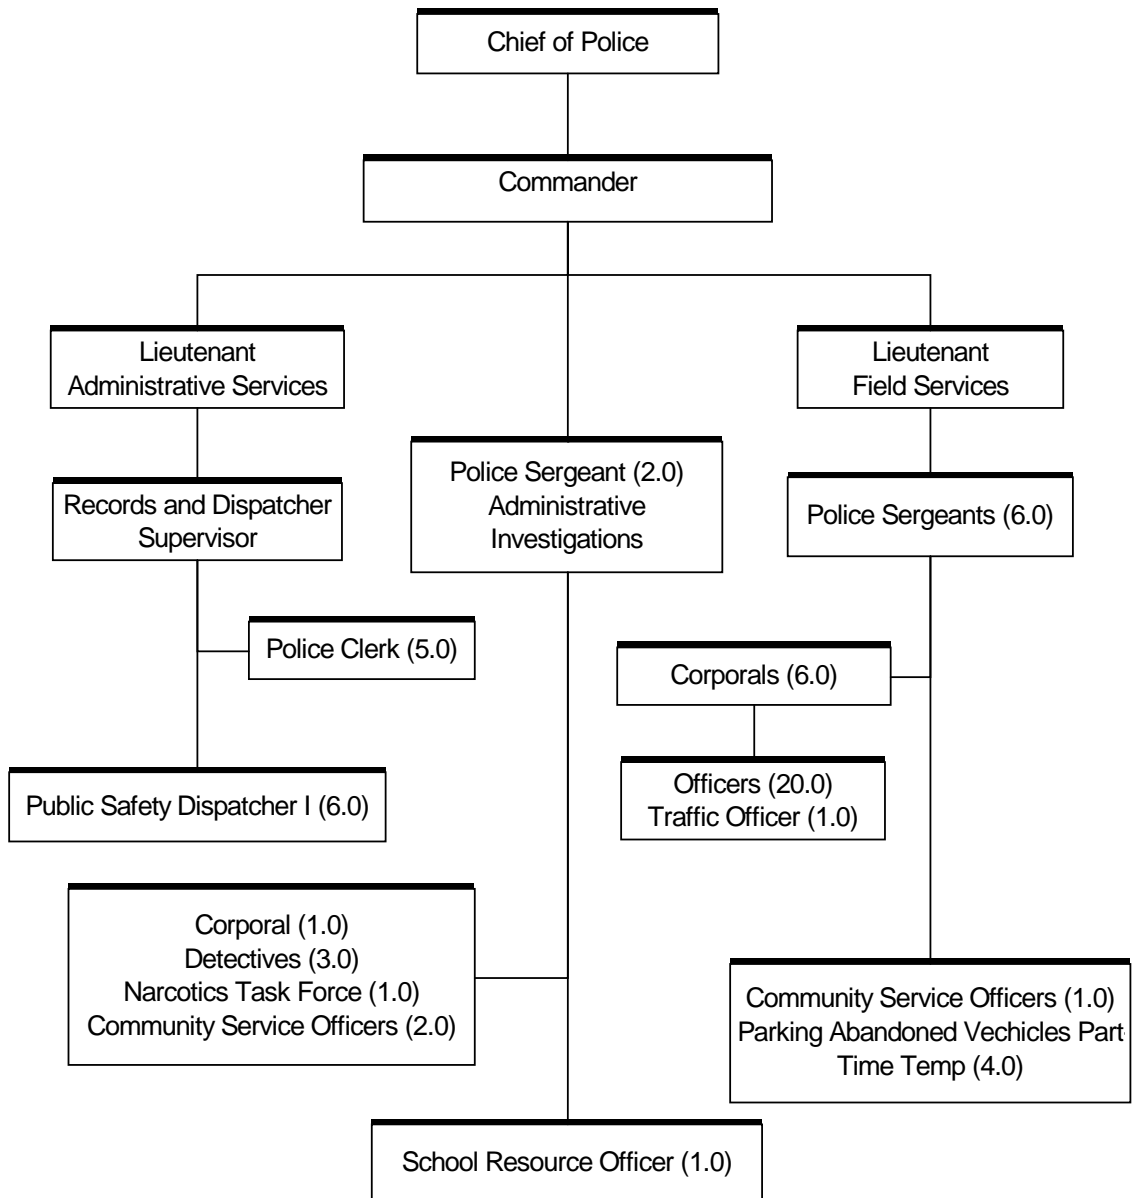 Chief of Police
Commander
Lieutenant
Administrative Services
Lieutenant
Field Services
Police Sergeant (2.0)
Administrative
Investigations
Records and Dispatcher
Supervisor
Police Sergeants (6.0)
Police Clerk (5.0)
Corporals (6.0)
Public Safety Dispatcher I (6.0)
Officers (20.0)
Traffic Officer (1.0)
Corporal (1.0)
Detectives (3.0)
Narcotics Task Force (1.0)
Community Service Officers (2.0)
Community Service Officers (1.0)
Parking Abandoned Vechicles Part-
Time Temp (4.0)
School Resource Officer (1.0)